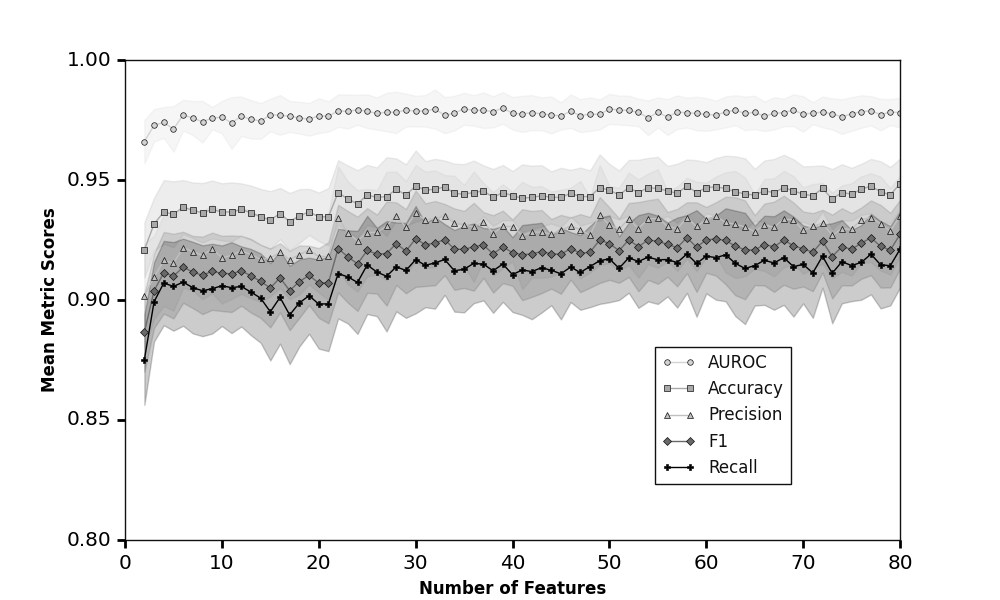 1.00
0.95
0.90
0.85
0.80
Mean Metric Scores
AUROC
Accuracy
Precision
F1
Recall
0 10 20 30 40 50 60 70 80
Number of Features